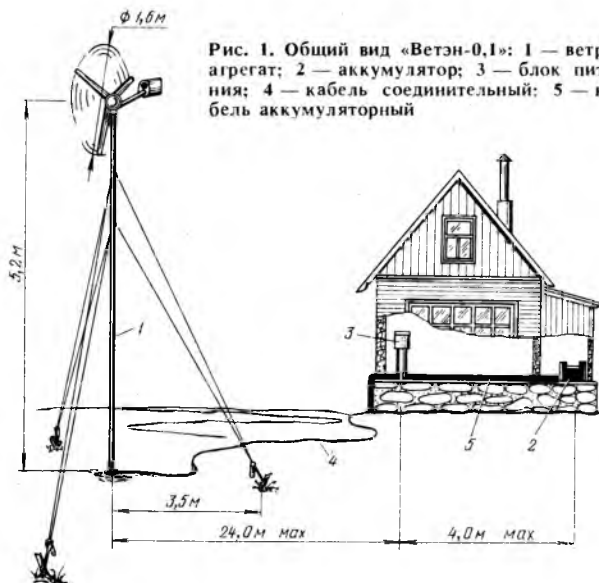 ϕ 1,6м
Рис. 1. Общий вид «Ветэн-0,1»: 1 — ветр
агрегат; 2 — аккумулятор; 3 — блок пит
ния; 4 — кабель соединительный: 5 — к
бель аккумуляторный
5,2м
1
3
4
5
2
3,5м
24,0м max
4,0м max